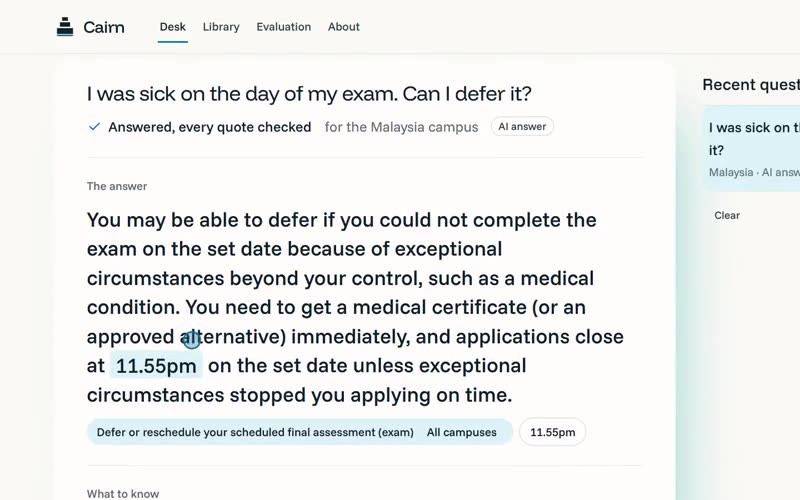 Cairn
Desk
Library
Evaluation
About
I was sick on the day of my exam. Can I defer it?
Answered, every quote checked for the Malaysia campus AI answer
The answer
You may be able to defer if you could not complete the
exam on the set date because of exceptional
circumstances beyond your control, such as a medical
condition. You need to get a medical certificate (or an
approved alternative) immediately, and applications close
at 11.55pm on the set date unless exceptional
circumstances stopped you applying on time.
Defer or reschedule your scheduled final assessment (exam) All campuses 11.55pm
What to know
Recent
I was sick on
it?
Malaysia · AI
Clear